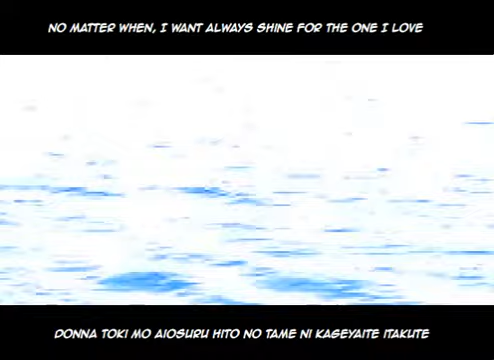 NO MATTER WHEN, I WANT ALWAYS SHINE FOR THE ONE I LOVE
DONNA TOKI MO AIOSURU HITO NO TAME NI KASEYAITE ITAKUTE